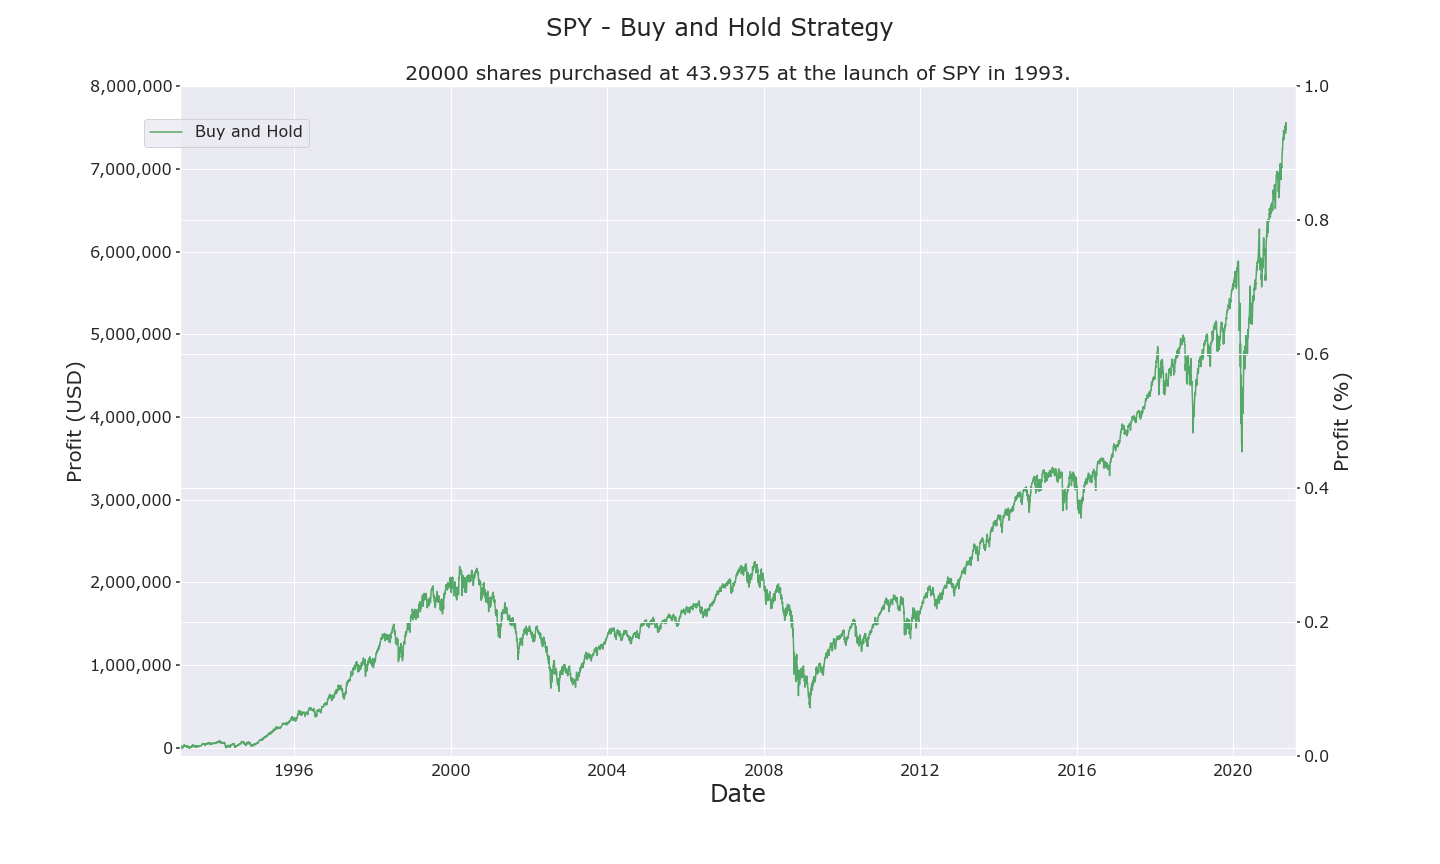 SPY - Buy and Hold Strategy
20000 shares purchased at 43.9375 at the launch of SPY in 1993.
Buy and Hold
Profit (USD)
8,000,000
7,000,000
6,000,000
5,000,000
4,000,000
3,000,000
2,000,000
1,000,000
0
1.0
0.8
0.6
0.4
0.2
0.0
Profit (%)
1996 2000 2004 2008 2012 2016 2020
Date